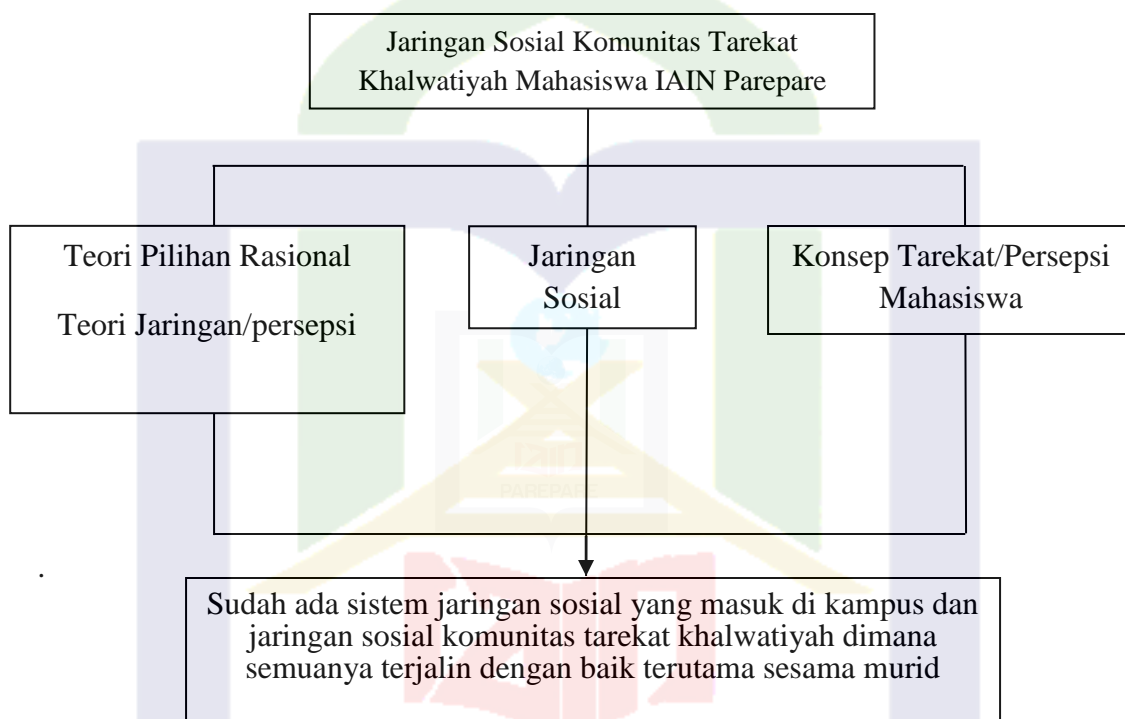 Jaringan Sosial Komunitas Tarekat
Khalwatiyah Mahasiswa IAIN Parepare
Teori Pilihan Rasional
Teori Jaringan/persepsi
Jaringan
Sosial
Konsep Tarekat/Persepsi
Mahasiswa
PAREPARE
.
Sudah ada sistem jaringan sosial yang masuk di kampus dan
jaringan sosial komunitas tarekat khalwatiyah dimana
semuanya terjalin dengan baik terutama sesama murid